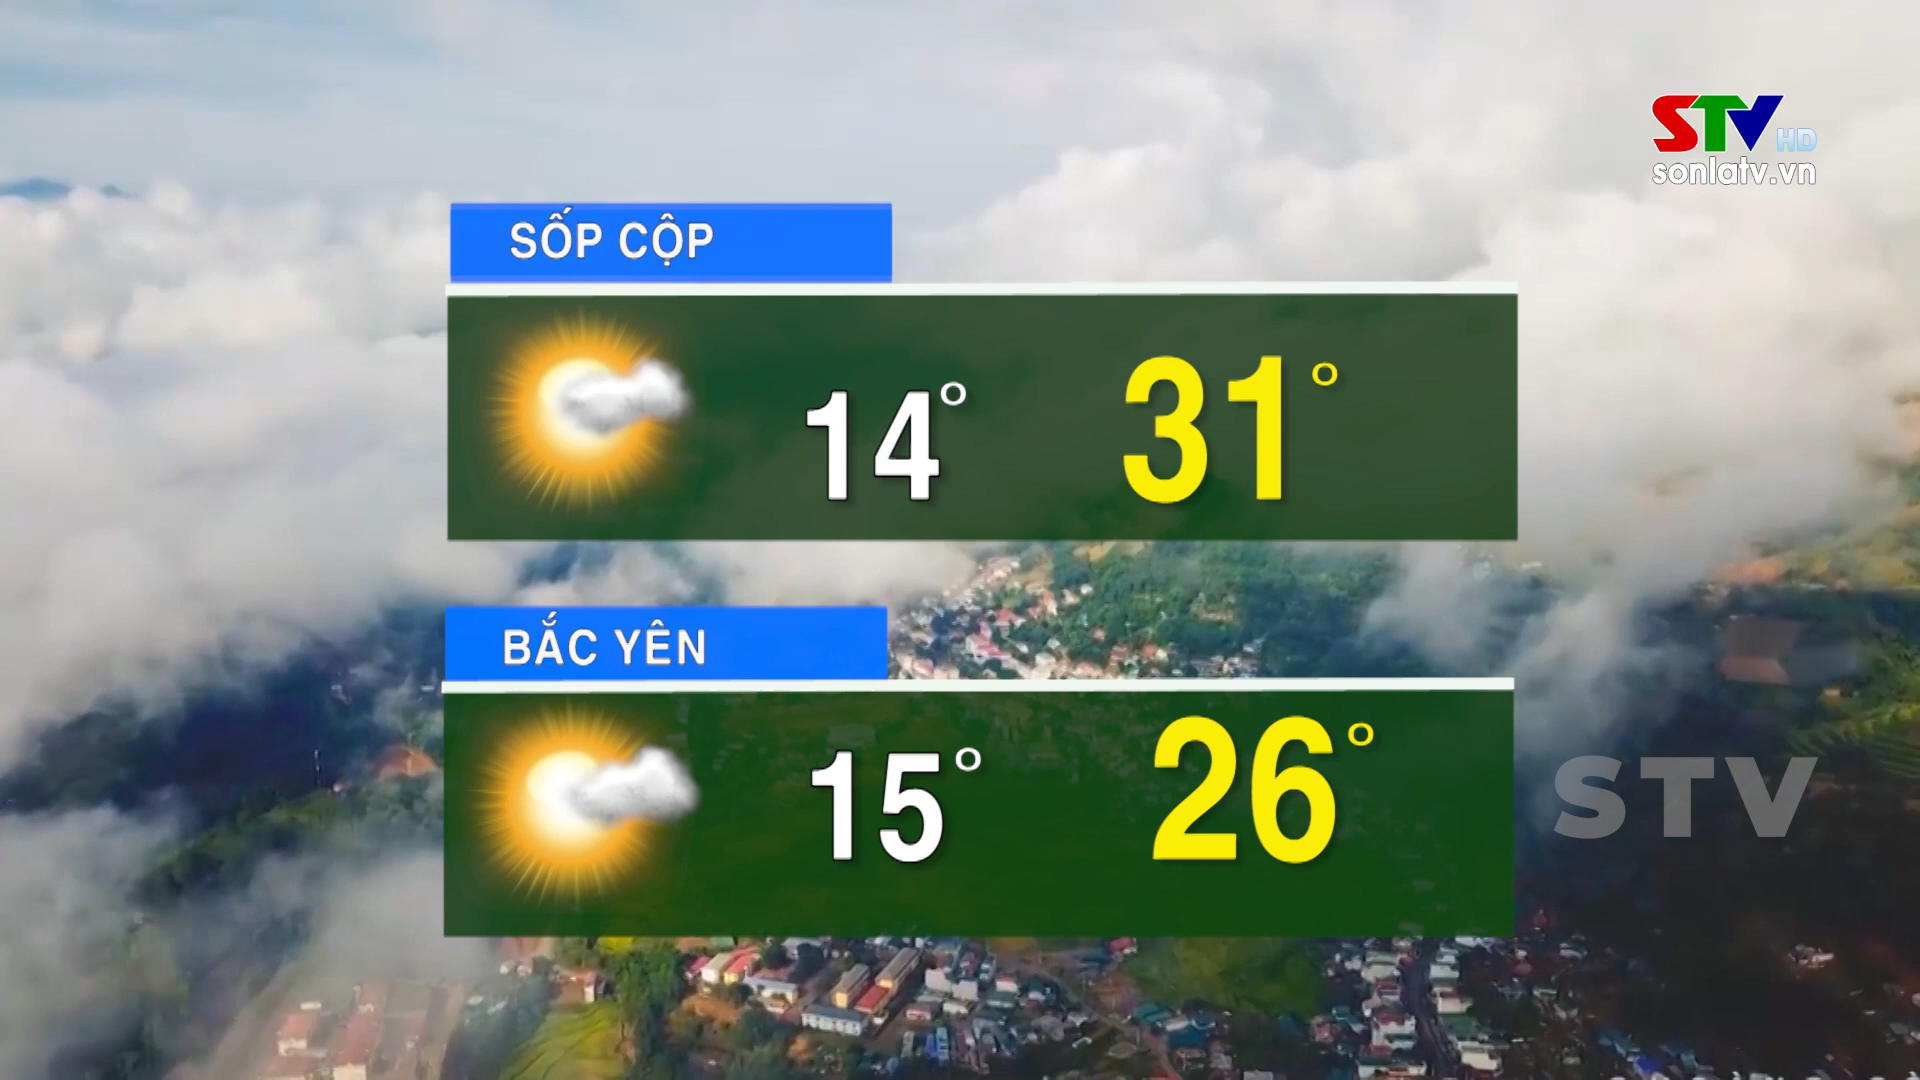 STV HD
sonlatv.vn
SỐP CỘP
14° 31°
BẮC YÊN
15° 26°
STV